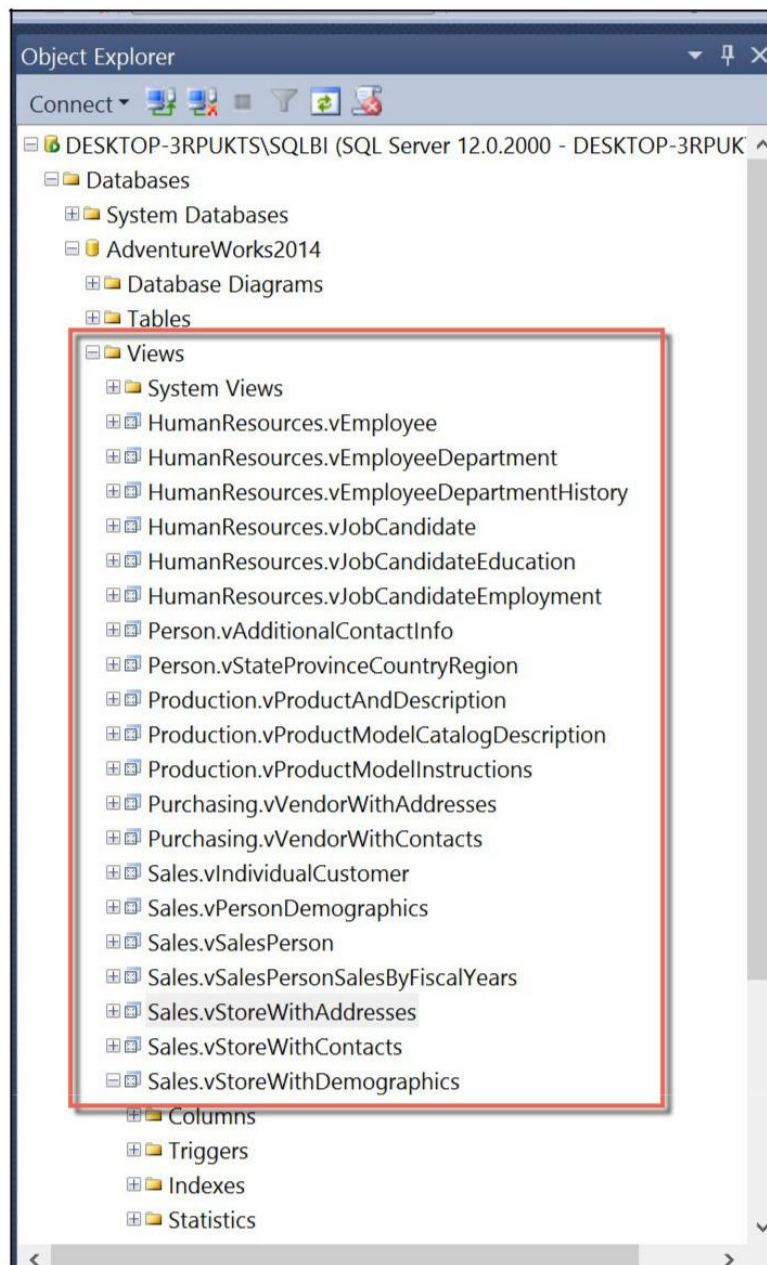 Object Explorer
Connect
DESKTOP-3RPUKTS\SQLBI (SQL Server 12.0.2000 - DESKTOP-3RPUK
Databases
System Databases
AdventureWorks2014
Database Diagrams
Tables
Views
System Views
HumanResources.vEmployee
HumanResources.vEmployeeDepartment
HumanResources.vEmployeeDepartmentHistory
HumanResources.vJobCandidate
HumanResources.vJobCandidateEducation
HumanResources.vJobCandidateEmployment
Person.vAdditionalContactInfo
Person.vStateProvinceCountryRegion
Production.vProductAndDescription
Production.vProductModelCatalogDescription
Production.vProductModelInstructions
Purchasing.vVendorWithAddresses
Purchasing.vVendorWithContacts
Sales.vIndividualCustomer
Sales.vPersonDemographics
Sales.vSalesPerson
Sales.vSalesPersonSalesByFiscalYears
Sales.vStoreWithAddresses
Sales.vStoreWithContacts
Sales.vStoreWithDemographics
Columns
Triggers
Indexes
Statistics